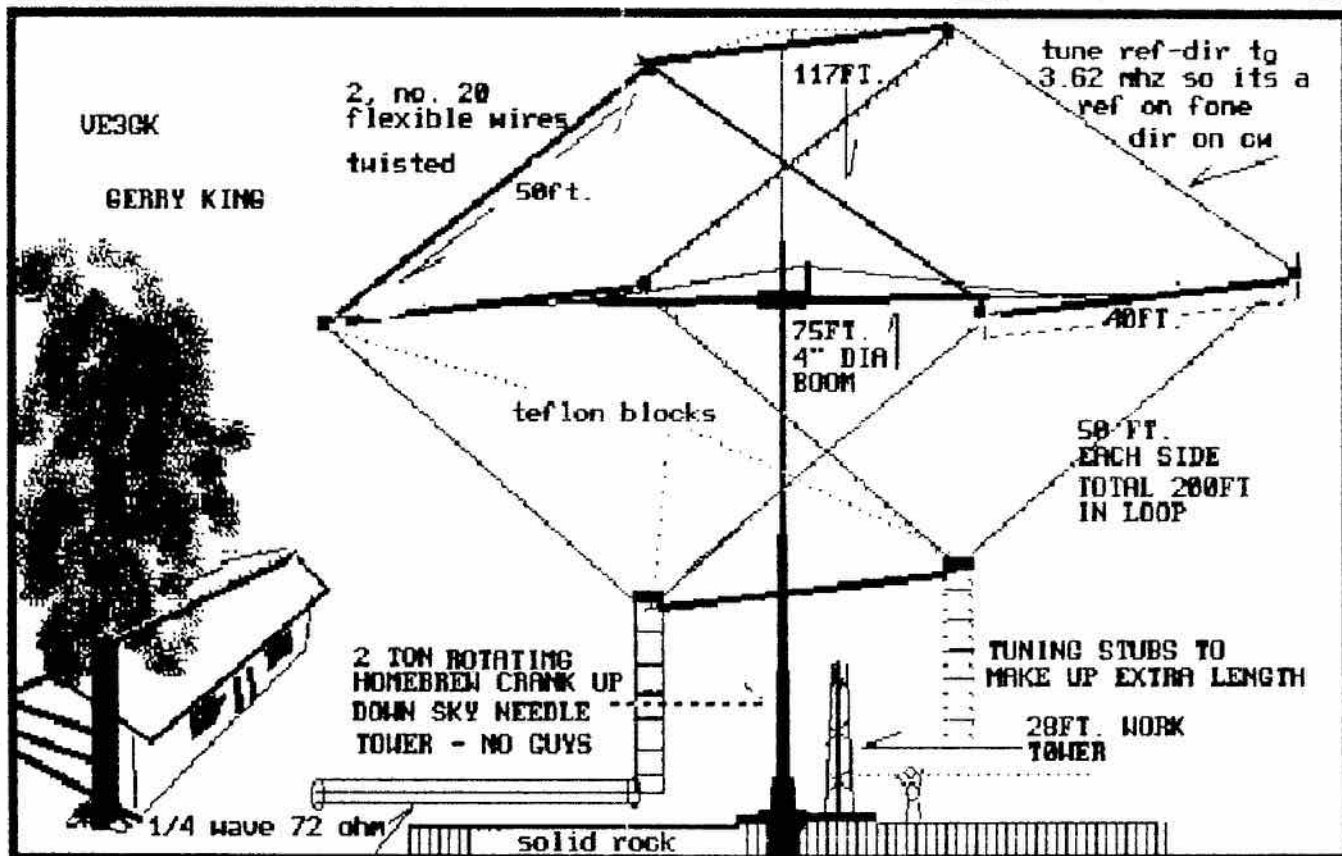 VE3GK
GERRY KING
2, no. 20
flexible wires
twisted
50ft.
117FT.
tune ref-dir to
3.62 mhz so its a
ref on fone
dir on cw
75FT.
4" DIA
BOOM
40FT.
teflon blocks
50 FT.
EACH SIDE
TOTAL 200FT
IN LOOP
2 TON ROTATING
HOMEBREW CRANK UP
DOWN SKY NEEDLE
TOWER - NO GUYS
TUNING STUBS TO
MAKE UP EXTRA LENGTH
28FT. WORK
TOWER
1/4 wave 72 ohm
solid rock